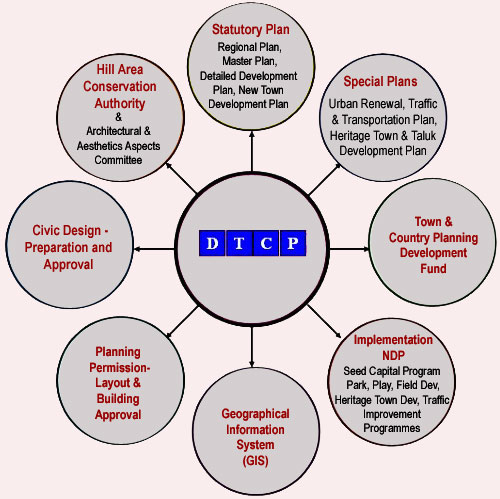 Statutory Plan
Regional Plan,
Master Plan,
Detailed Development
Plan, New Town
Development Plan
Hill Area
Conservation
Authority
&
Architectural &
Aesthetics Aspects
Committee
Special Plans
Urban Renewal, Traffic
& Transportation Plan,
Heritage Town & Taluk
Development Plan
Civic Design -
Preparation and
Approval
D T C P
Town &
Country Planning
Development
Fund
Planning
Permission-
Layout &
Building
Approval
Geographical
Information
System
(GIS)
Implementation
NDP
Seed Capital Program
Park, Play, Field Dev,
Heritage Town Dev, Traffic
Improvement
Programmes